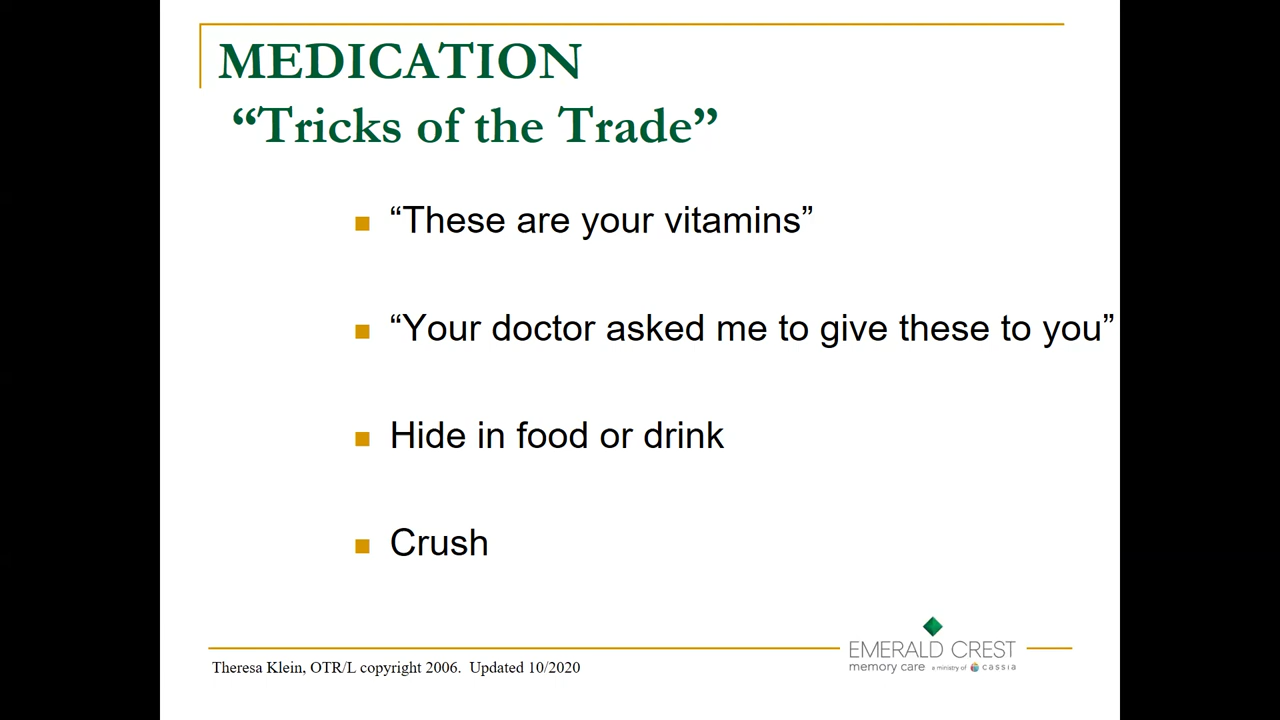 MEDICATION
“Tricks of the Trade”
“These are your vitamins”
“Your doctor asked me to give these to you”
Hide in food or drink
Crush
Theresa Klein, OTR/L copyright 2006.  Updated 10/2020
EMERALD CREST
memory care a ministry of cassia